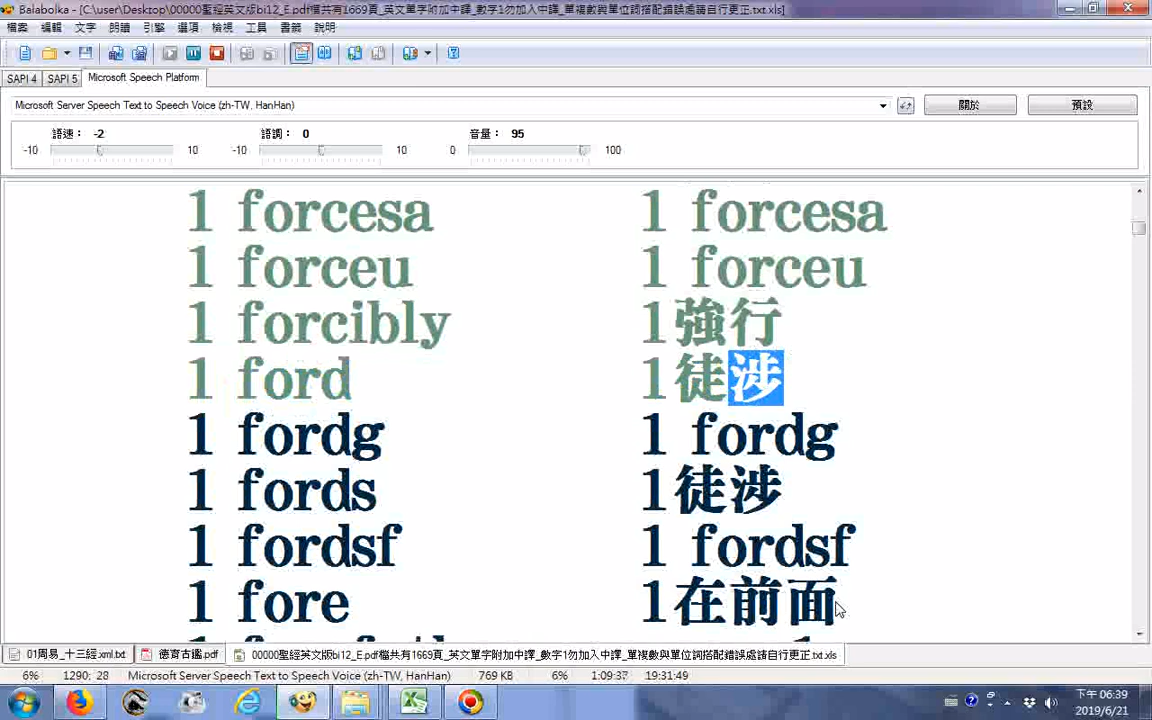 Balabolka - [C:\user\Desktop\00000聖經英文版bi12_E.pdf檔共有1669頁_英文單字附加中譯_數字1勿加入中譯_單複數與單位詞搭配錯誤處請自行更正.txt.xls]
檔案 編輯 文字 朗讀 引擎 選項 檢視 工具 書籤 說明
SAPI 4 SAPI 5 Microsoft Speech Platform
Microsoft Server Speech Text to Speech Voice (zh-TW, HanHan) 關於 預設
語速： -2 語調： 0 音量： 95
-10 10 -10 10 0 100
1 forcesa 1 forcesa
1 forceu 1 forceu
1 forcibly 1強行
1 ford 1徒涉
1 fordg 1 fordg
1 fords 1徒涉
1 fordsf 1 fordsf
1 fore 1在前面
01周易_十三經.xml.txt 德育古鑑.pdf 00000聖經英文版bi12_E.pdf檔共有1669頁_英文單字附加中譯_數字1勿加入中譯_單複數與單位詞搭配錯誤處請自行更正.txt.xls
6% 1290; 28 Microsoft Server Speech Text to Speech Voice (zh-TW, HanHan) 769 KB 6% 1:09:37 19:31:49
下午 06:39
2019/6/21